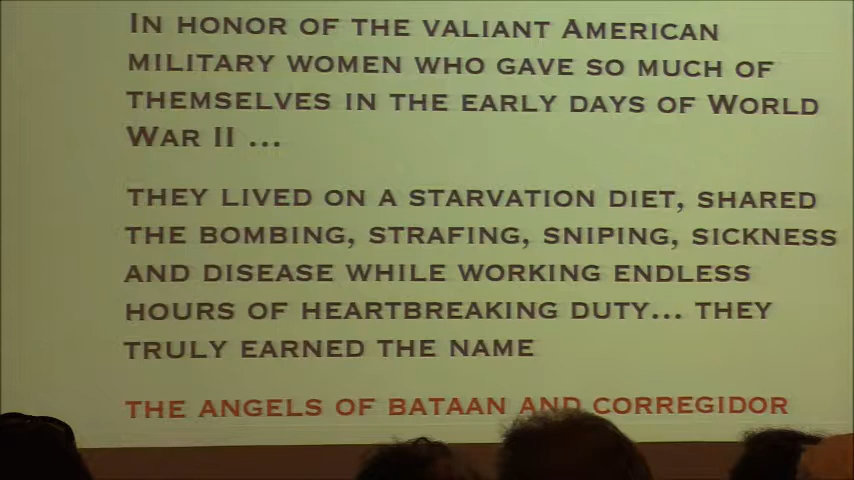 In honor of the valiant American
military women who gave so much of
themselves in the early days of World
War II ...
They lived on a starvation diet, shared
the bombing, strafing, sniping, sickness
and disease while working endless
hours of heartbreaking duty... they
truly earned the name
The Angels of Bataan and Corregidor